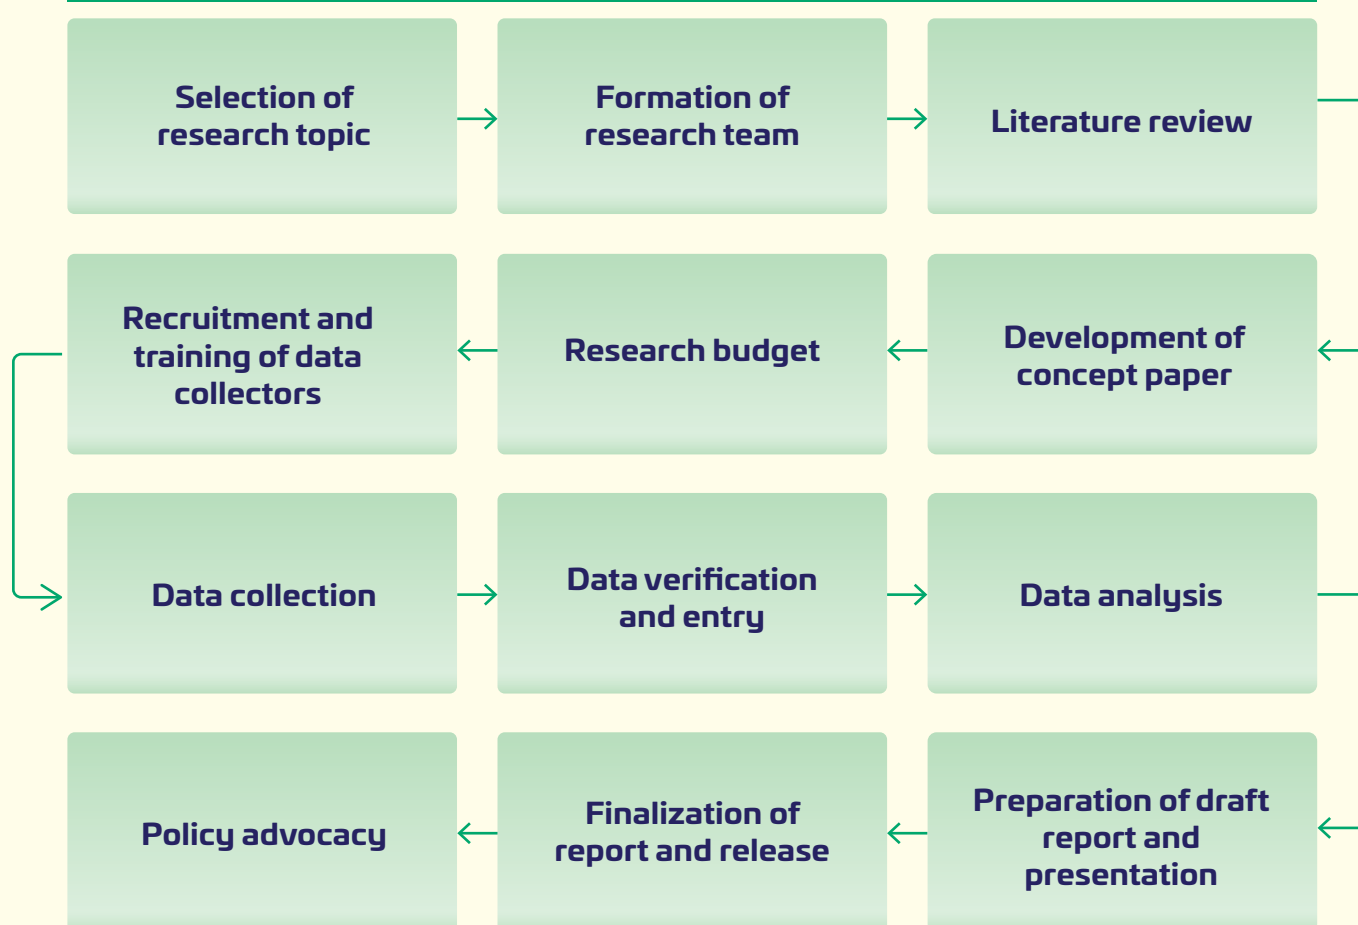 Selection of
research topic
Formation of
research team
Literature review
Development of
concept paper
Research budget
Recruitment and
training of data
collectors
Data collection
Data verification
and entry
Data analysis
Preparation of draft
report and
presentation
Finalization of
report and release
Policy advocacy